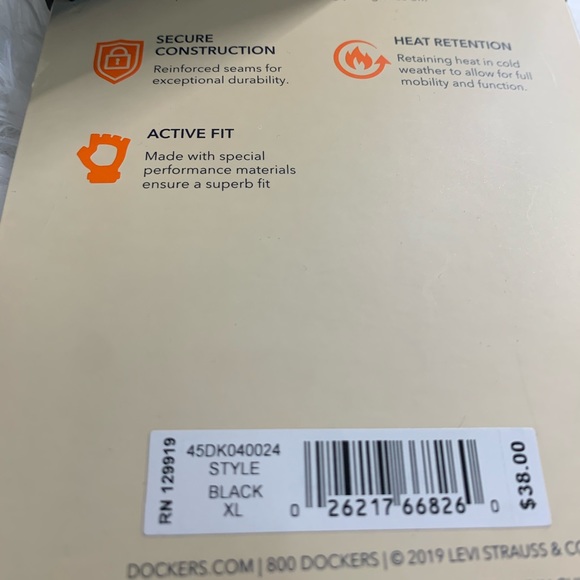 SECURE
CONSTRUCTION
Reinforced seams for
exceptional durability.
HEAT RETENTION
Retaining heat in cold
weather to allow for full
mobility and function.
ACTIVE FIT
Made with special
performance materials
ensure a superb fit
RN 129919
45DK040024
STYLE
BLACK
XL
0 26217 66826 0
$38.00
DOCKERS.COM | 800 DOCKERS | © 2019 LEVI STRAUSS & CO